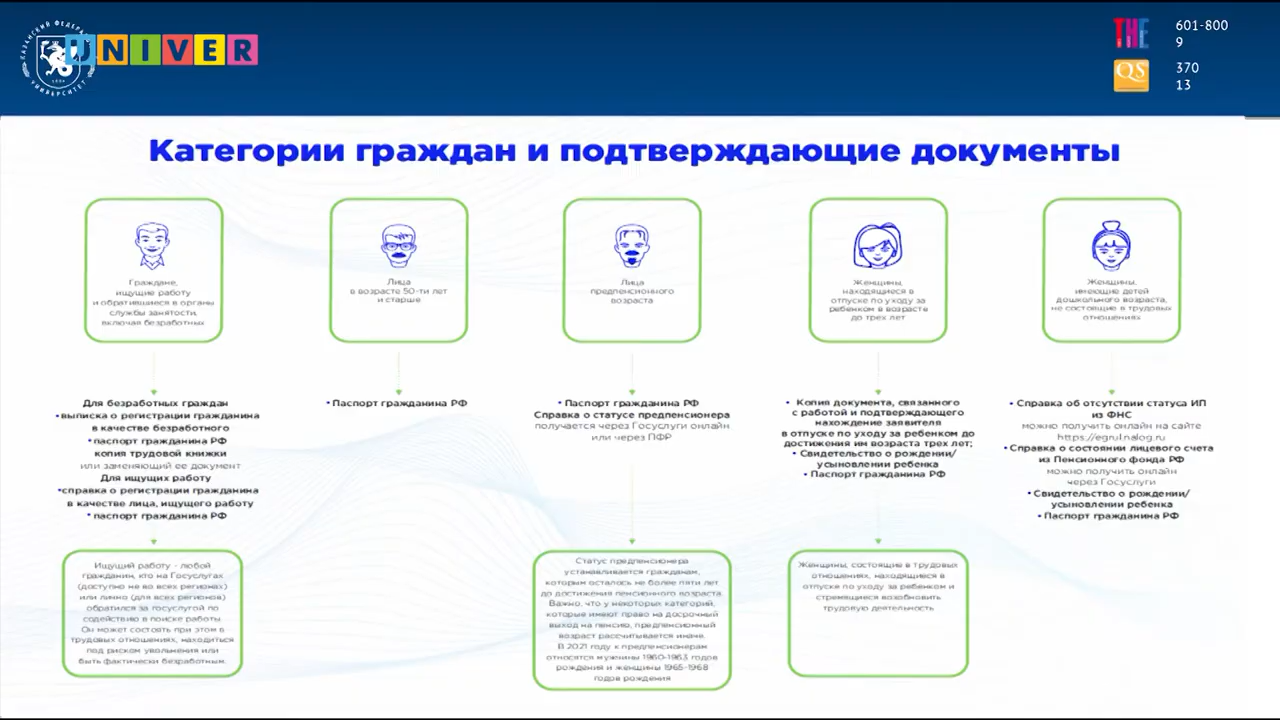 КАЗАНСКИЙ ФЕДЕРА
УНИВЕРСИТЕТ
1804
UNIVER
THE
601-800
9
QS
370
13
Категории граждан и подтверждающие документы
Граждане,
ищущие работу
и обратившиеся в органы
службы занятости,
включая безработных
Для безработных граждан
•выписка о регистрации гражданина
в качестве безработного
•паспорт гражданина РФ
копия трудовой книжки
или заменяющий ее документ
Для ищущих работу
•справка о регистрации гражданина
в качестве лица, ищущего работу
•паспорт гражданина РФ
Ищущий работу - любой
гражданин, кто на Госуслугах
(доступно не во всех регионах)
или лично (для всех регионов)
обратился за госуслугой по
содействию в поиске работы.
Он может состоять при этом в
трудовых отношениях, находиться
под риском увольнения или
быть фактически безработным.
Лица
в возрасте 50-ти лет
и старше
•Паспорт гражданина РФ
Лица
предпенсионного
возраста
• Паспорт гражданина РФ
Справка о статусе предпенсионера
получается через Госуслуги онлайн
или через ПФР
Статус предпенсионера
устанавливается гражданам,
которым осталось не более пяти лет
до достижения пенсионного возраста.
Важно, что у некоторых категорий,
которые имеют право на досрочный
выход на пенсию, предпенсионный
возраст рассчитывается иначе.
В 2021 году к предпенсионерам
относятся мужчины 1960-1963 годов
рождения и женщины 1965-1968
годов рождения
Женщины,
находящиеся в
отпуске по уходу за
ребенком в возрасте
до трех лет
• Копия документа, связанного
с работой и подтверждающего
нахождение заявителя
в отпуске по уходу за ребенком до
достижения им возраста трех лет;
• Свидетельство о рождении/
усыновлении ребенка
• Паспорт гражданина РФ
Женщины, состоящие в трудовых
отношениях, находящиеся в
отпуске по уходу за ребенком и
стремящиеся возобновить
трудовую деятельность
Женщины,
имеющие детей
дошкольного возраста,
не состоящие в трудовых
отношениях
• Справка об отсутствии статуса ИП
из ФНС
можно получить онлайн на сайте
https://egrul.nalog.ru
• Справка о состоянии лицевого счета
из Пенсионного фонда РФ
можно получить онлайн
через Госуслуги
• Свидетельство о рождении/
усыновлении ребенка
• Паспорт гражданина РФ